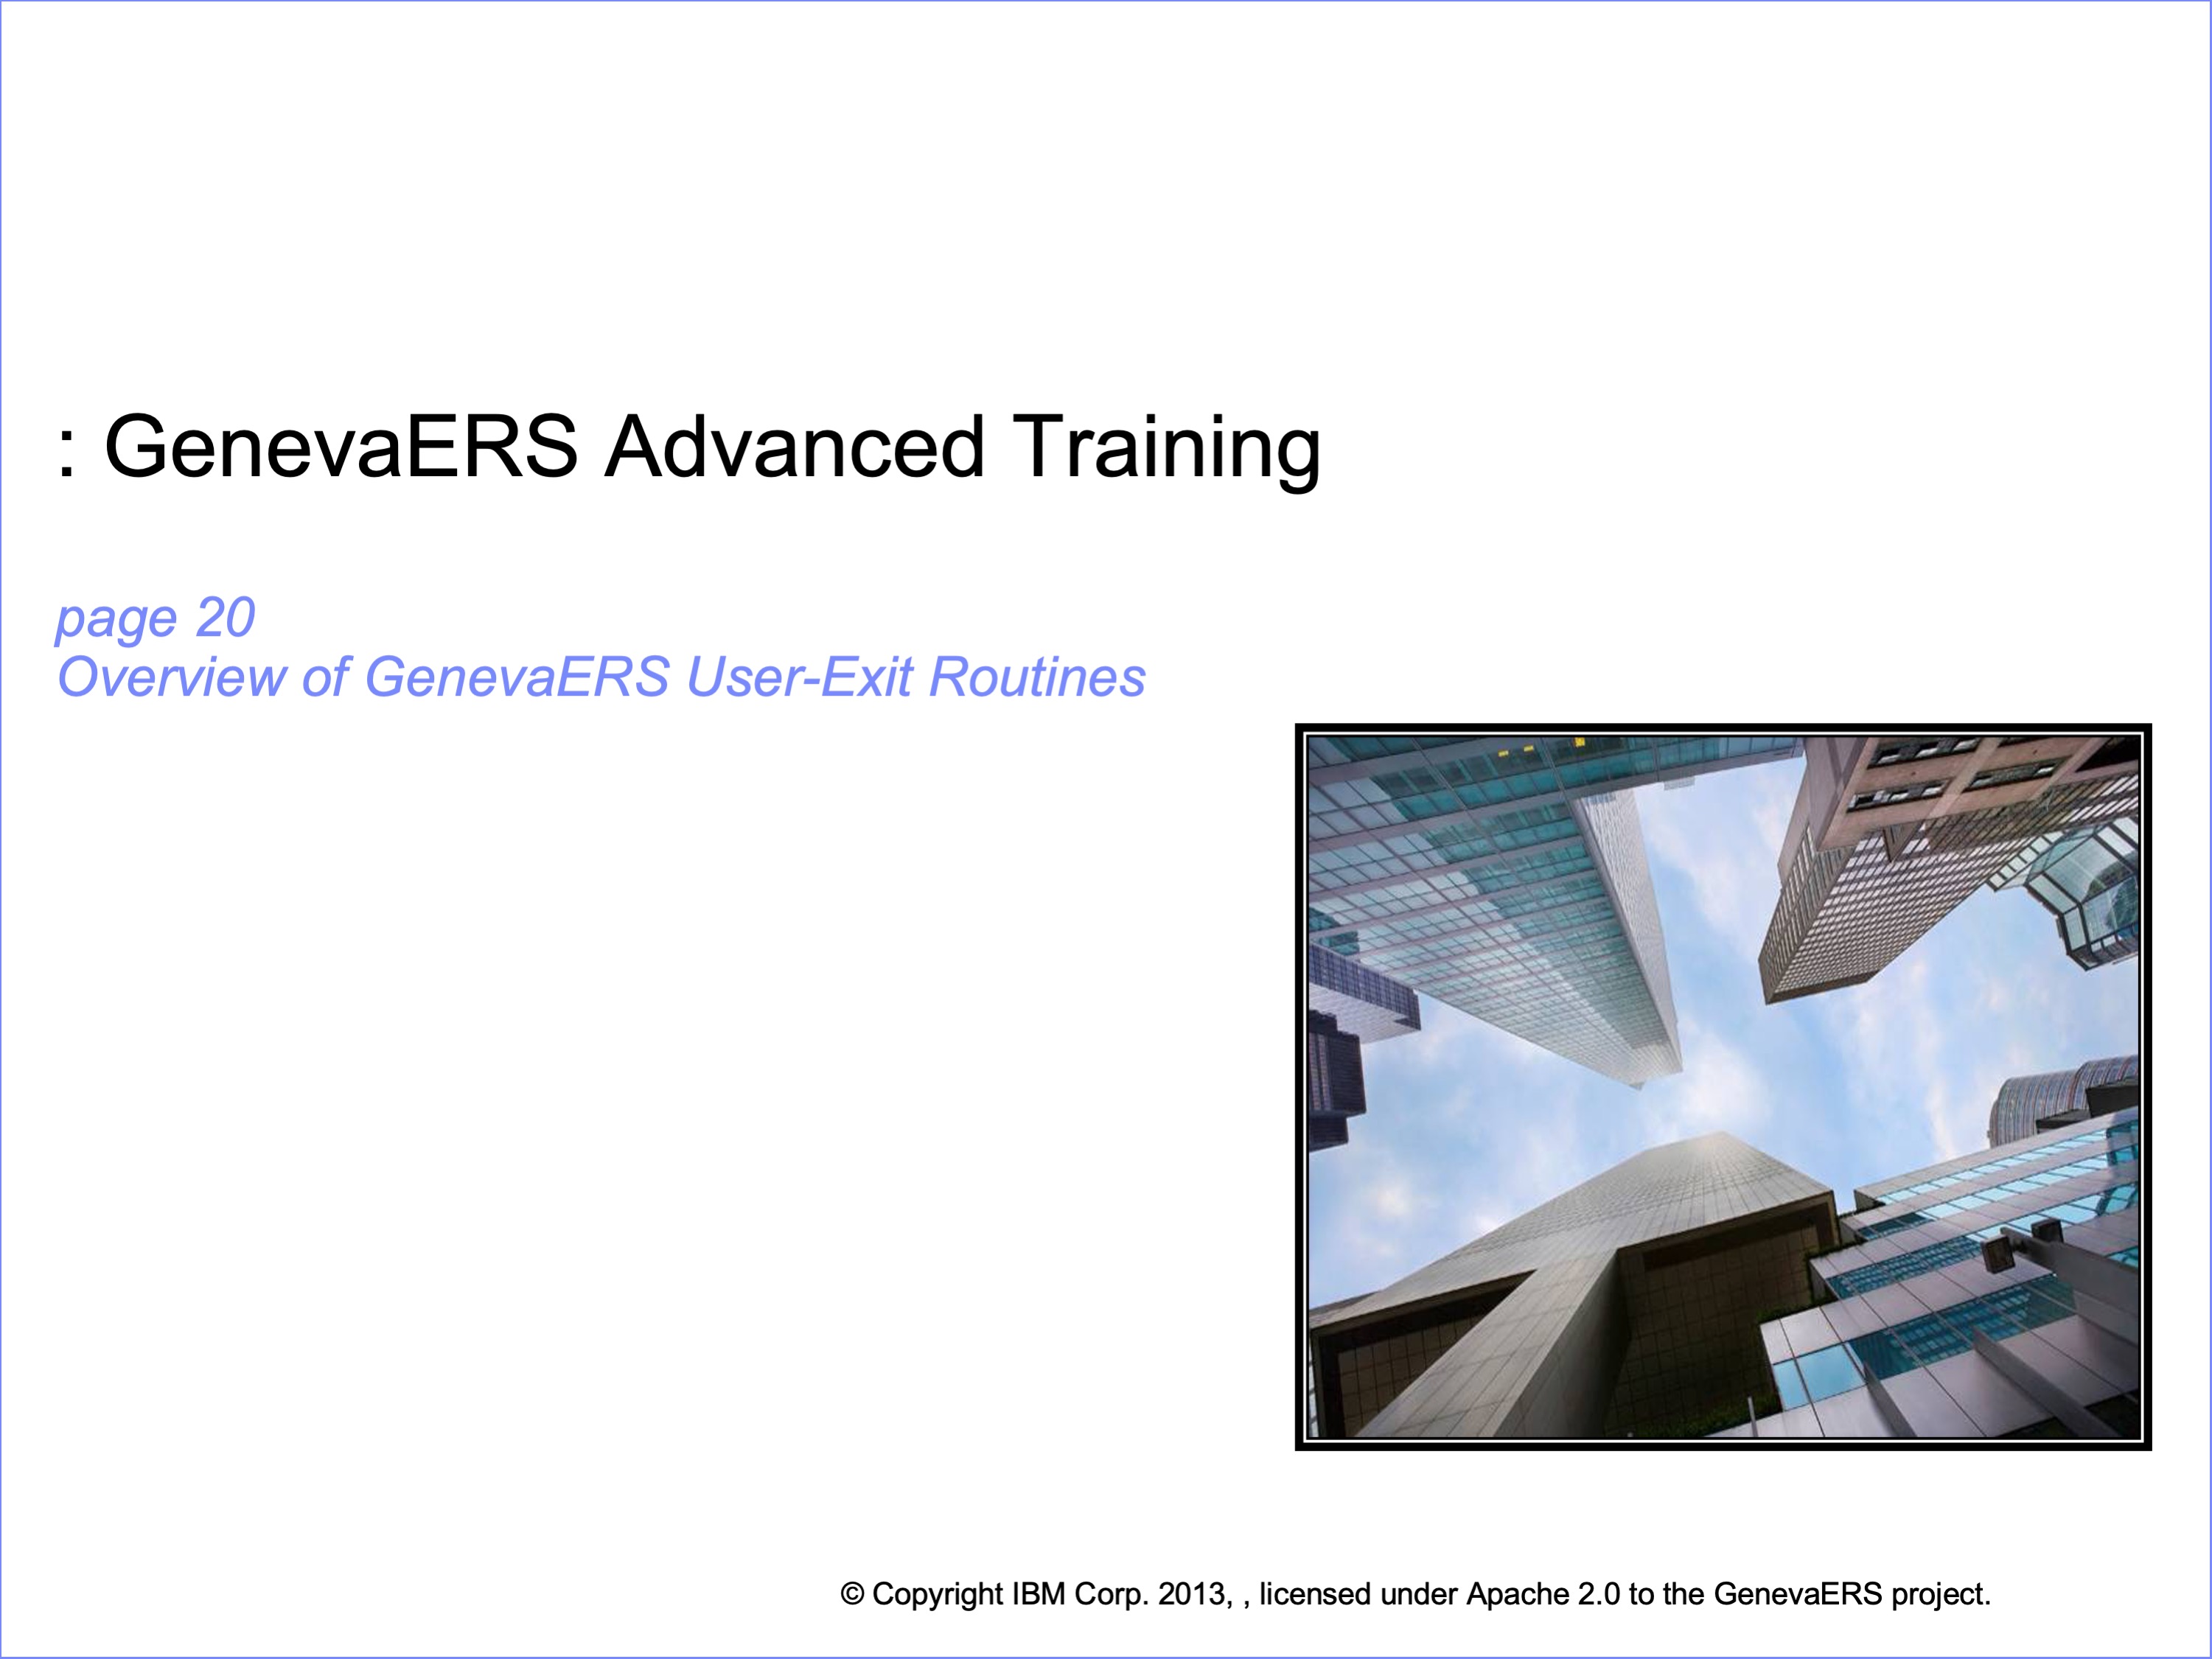 : GenevaERS Advanced Training
page 20
Overview of GenevaERS User-Exit Routines
© Copyright IBM Corp. 2013, , licensed under Apache 2.0 to the GenevaERS project.